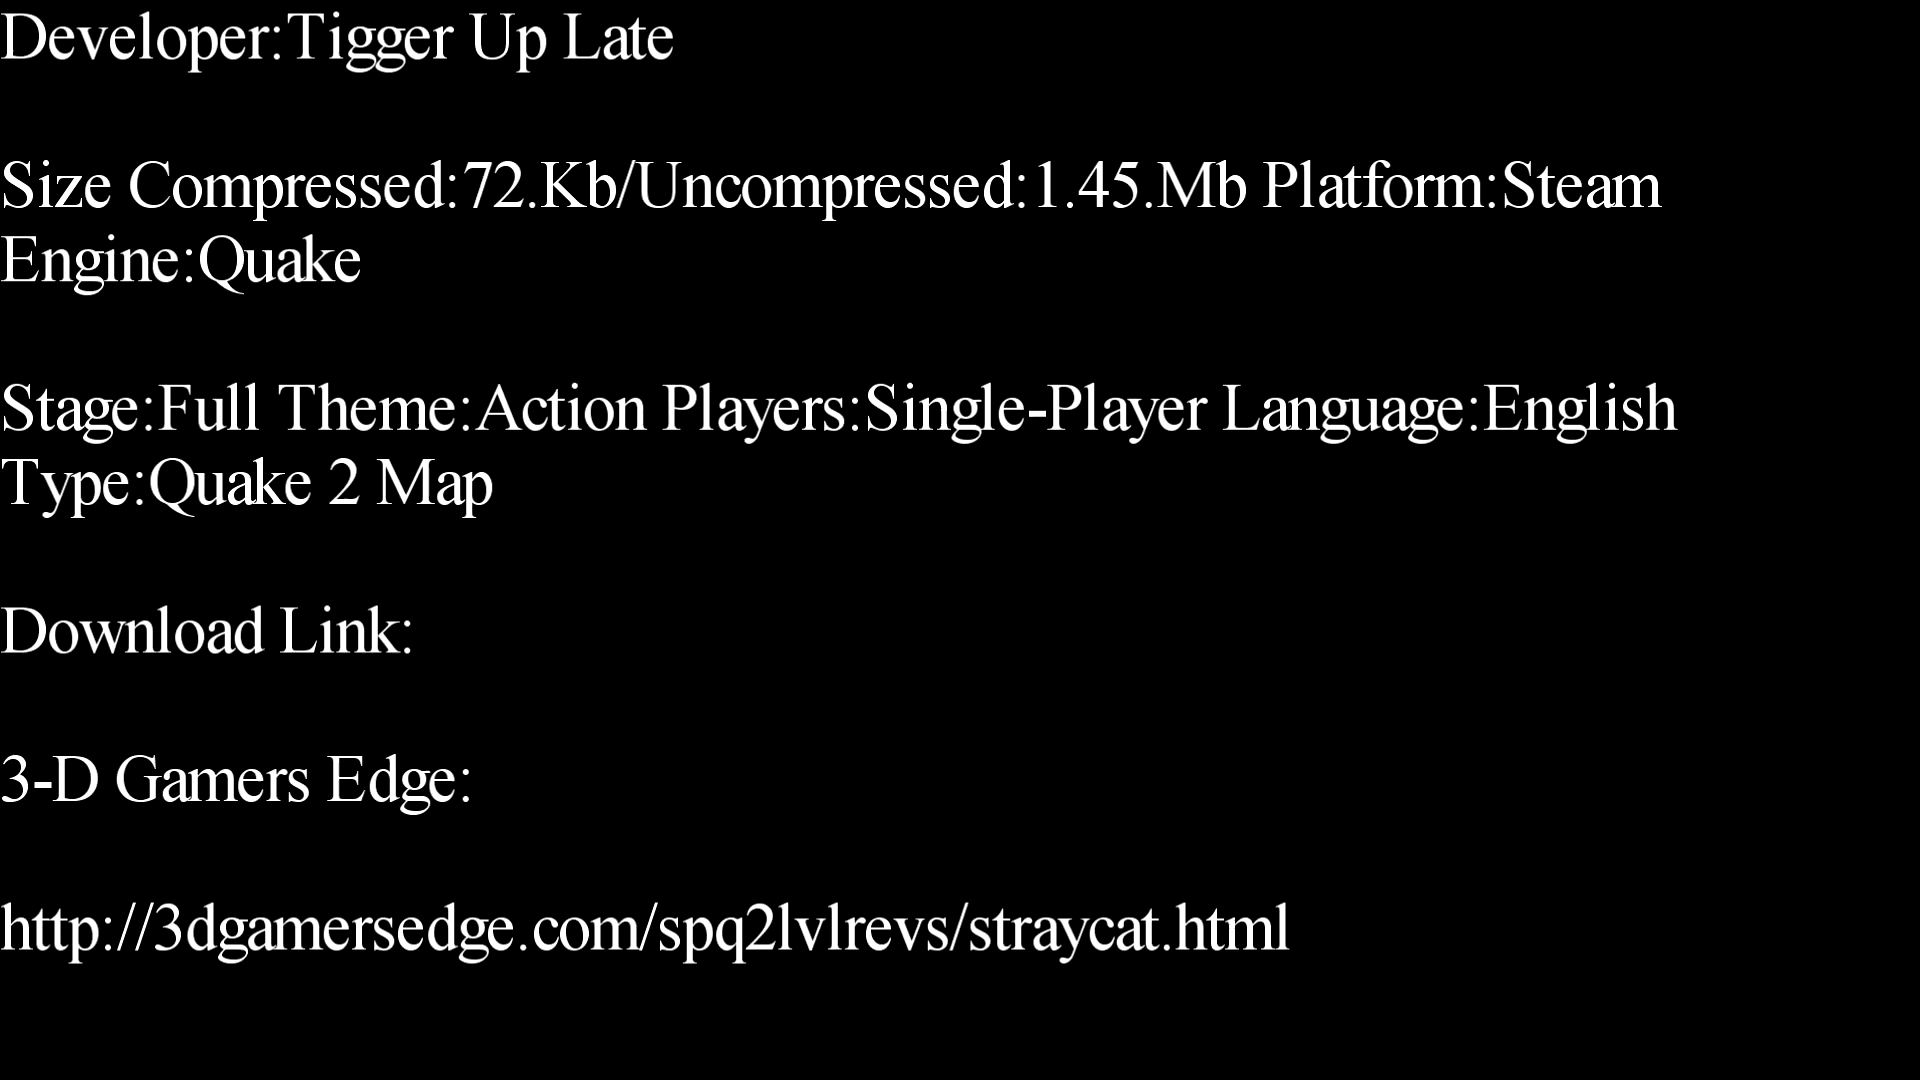 Developer:Tigger Up Late
Size Compressed:72.Kb/Uncompressed:1.45.Mb Platform:Steam
Engine:Quake
Stage:Full Theme:Action Players:Single-Player Language:English
Type:Quake 2 Map
Download Link:
3-D Gamers Edge:
http://3dgamersedge.com/spq2lvlrevs/straycat.html